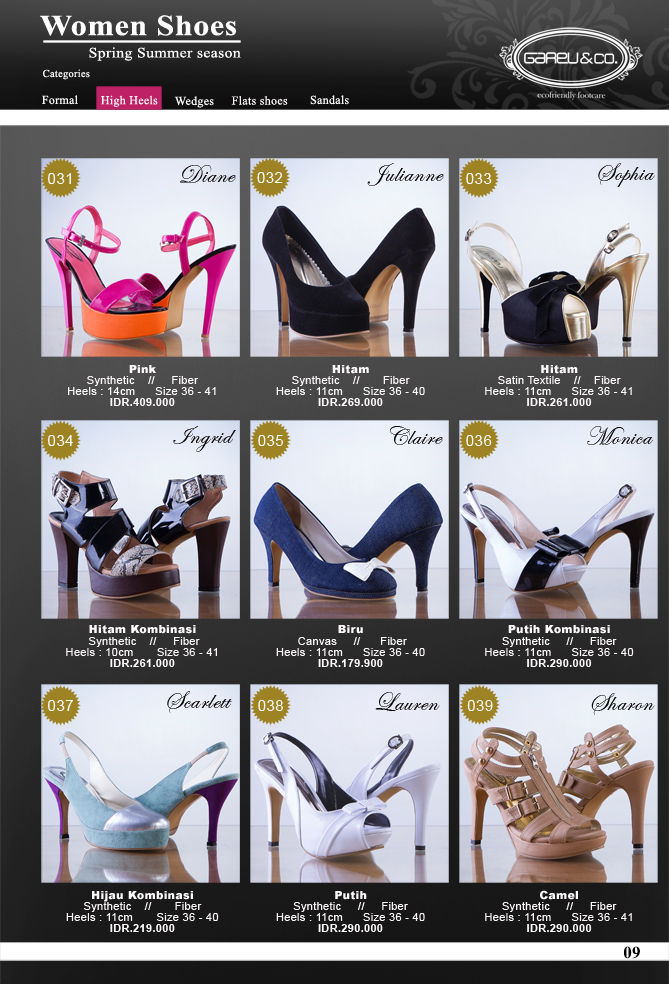 Women Shoes
Spring Summer season
Categories
Formal High Heels Wedges Flats shoes Sandals
GAREU & CO.
ecofriendly footcare
031 Diane
032 Julianne
033 Sophia
Pink
Synthetic // Fiber
Heels : 14cm Size 36 - 41
IDR.409.000
Hitam
Synthetic // Fiber
Heels : 11cm Size 36 - 40
IDR.269.000
Hitam
Satin Textile // Fiber
Heels : 11cm Size 36 - 41
IDR.261.000
034 Ingrid
035 Claire
036 Monica
Hitam Kombinasi
Synthetic // Fiber
Heels : 10cm Size 36 - 41
IDR.261.000
Biru
Canvas // Fiber
Heels : 11cm Size 36 - 40
IDR.179.900
Putih Kombinasi
Synthetic // Fiber
Heels : 11cm Size 36 - 40
IDR.290.000
037 Scarlett
038 Lauren
039 Sharon
Hijau Kombinasi
Synthetic // Fiber
Heels : 11cm Size 36 - 40
IDR.219.000
Putih
Synthetic // Fiber
Heels : 11cm Size 36 - 40
IDR.290.000
Camel
Synthetic // Fiber
Heels : 11cm Size 36 - 41
IDR.290.000
09